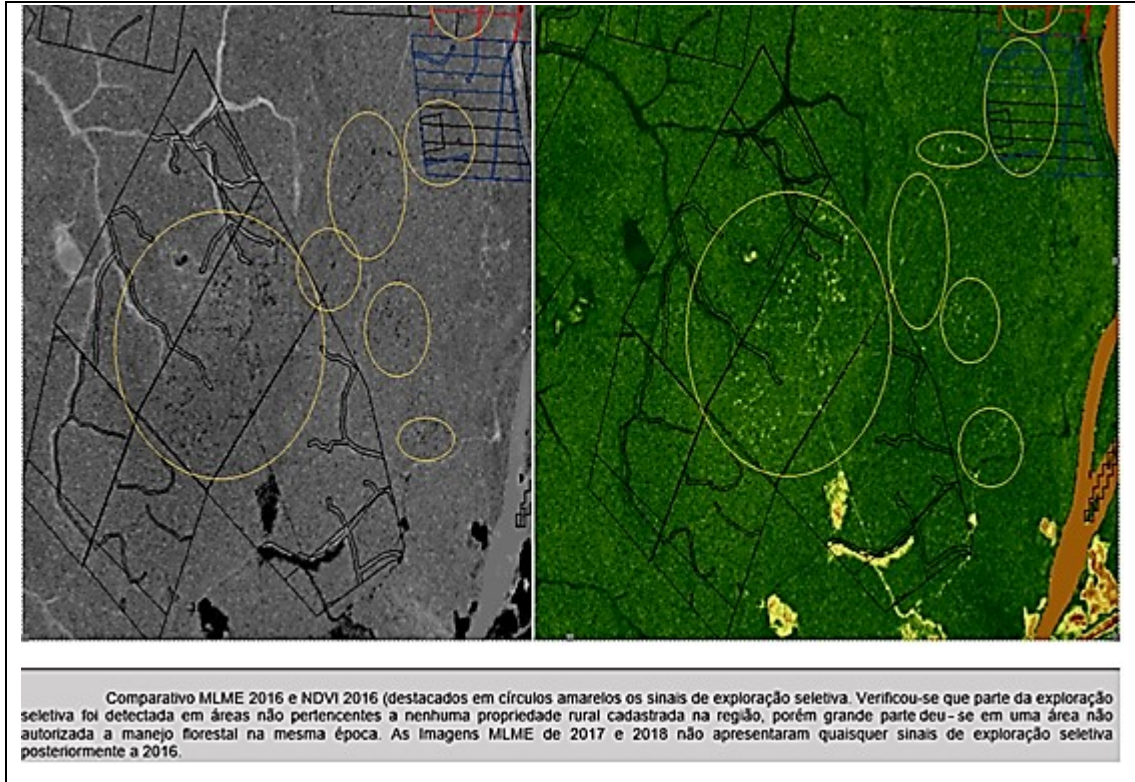 Comparativo MLME 2016 e NDVI 2016 (destacados em círculos amarelos os sinais de exploração seletiva. Verificou-se que parte da exploração
seletiva foi detectada em áreas não pertencentes a nenhuma propriedade rural cadastrada na região, porém grande parte deu-se em uma área não
autorizada a manejo florestal na mesma época. As Imagens MLME de 2017 e 2018 não apresentaram quaisquer sinais de exploração seletiva
posteriormente a 2016.